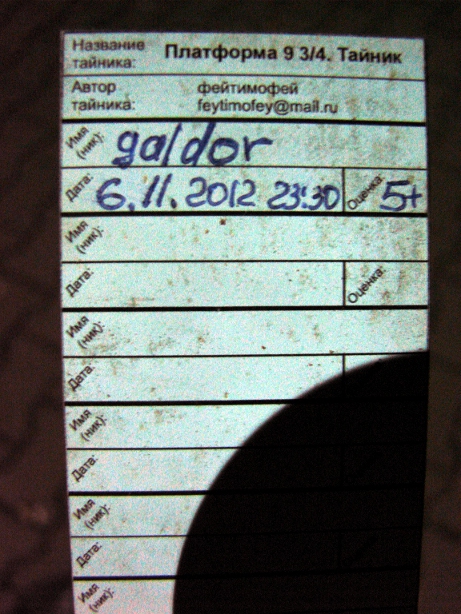 Название тайника: Платформа 9 3/4. Тайник
Автор тайника: фейтимофей
feytimofey@mail.ru
Имя (ник): galdor
Дата: 6.11.2012 23:30 Оценка: 5+
Имя (ник):
Дата: Оценка:
Имя (ник):
Дата:
Имя (ник):
Дата:
Имя (ник):
Дата:
Имя (ник):